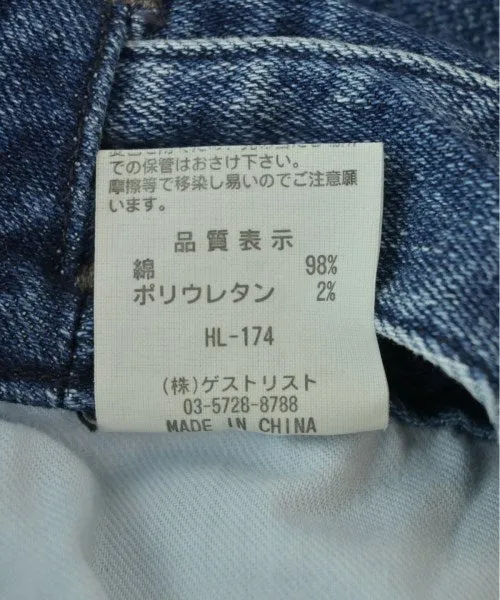 での保管はおさけ下さい。
摩擦等で移染し易いのでご注意願
います。
品質表示
綿 98%
ポリウレタン 2%
HL-174
(株)ゲストリスト
03-5728-8788
MADE IN CHINA